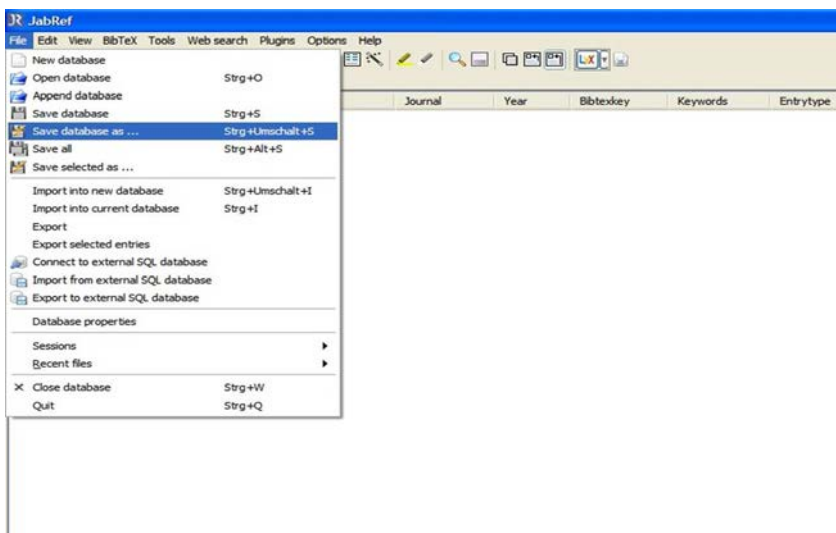 JabRef
File Edit View BibTeX Tools Web search Plugins Options Help
New database
Open database Strg+O
Append database
Journal Year Bibtexkey Keywords Entrytype
Save database Strg+S
Save database as ... Strg+Umschalt+S
Save all Strg+Alt+S
Save selected as ...
Import into new database Strg+Umschalt+I
Import into current database Strg+I
Export
Export selected entries
Connect to external SQL database
Import from external SQL database
Export to external SQL database
Database properties
Sessions
Recent files
Close database Strg+W
Quit Strg+Q